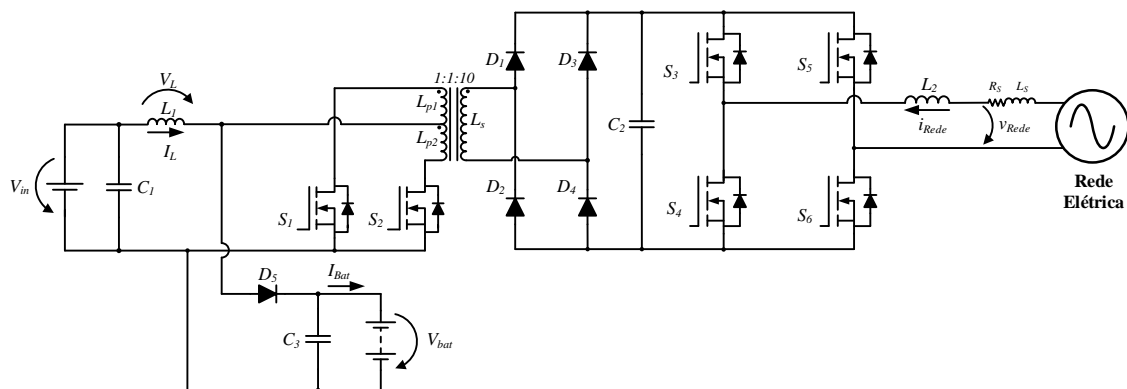 V_L
L_1
I_L
V_in
C_1
1:1:10
L_p1
L_p2
L_s
S_1
S_2
D_1
D_3
D_2
D_4
C_2
S_3
S_5
S_4
S_6
L_2
i_Rede
R_S
L_S
v_Rede
Rede
Elétrica
D_5
I_Bat
C_3
V_bat